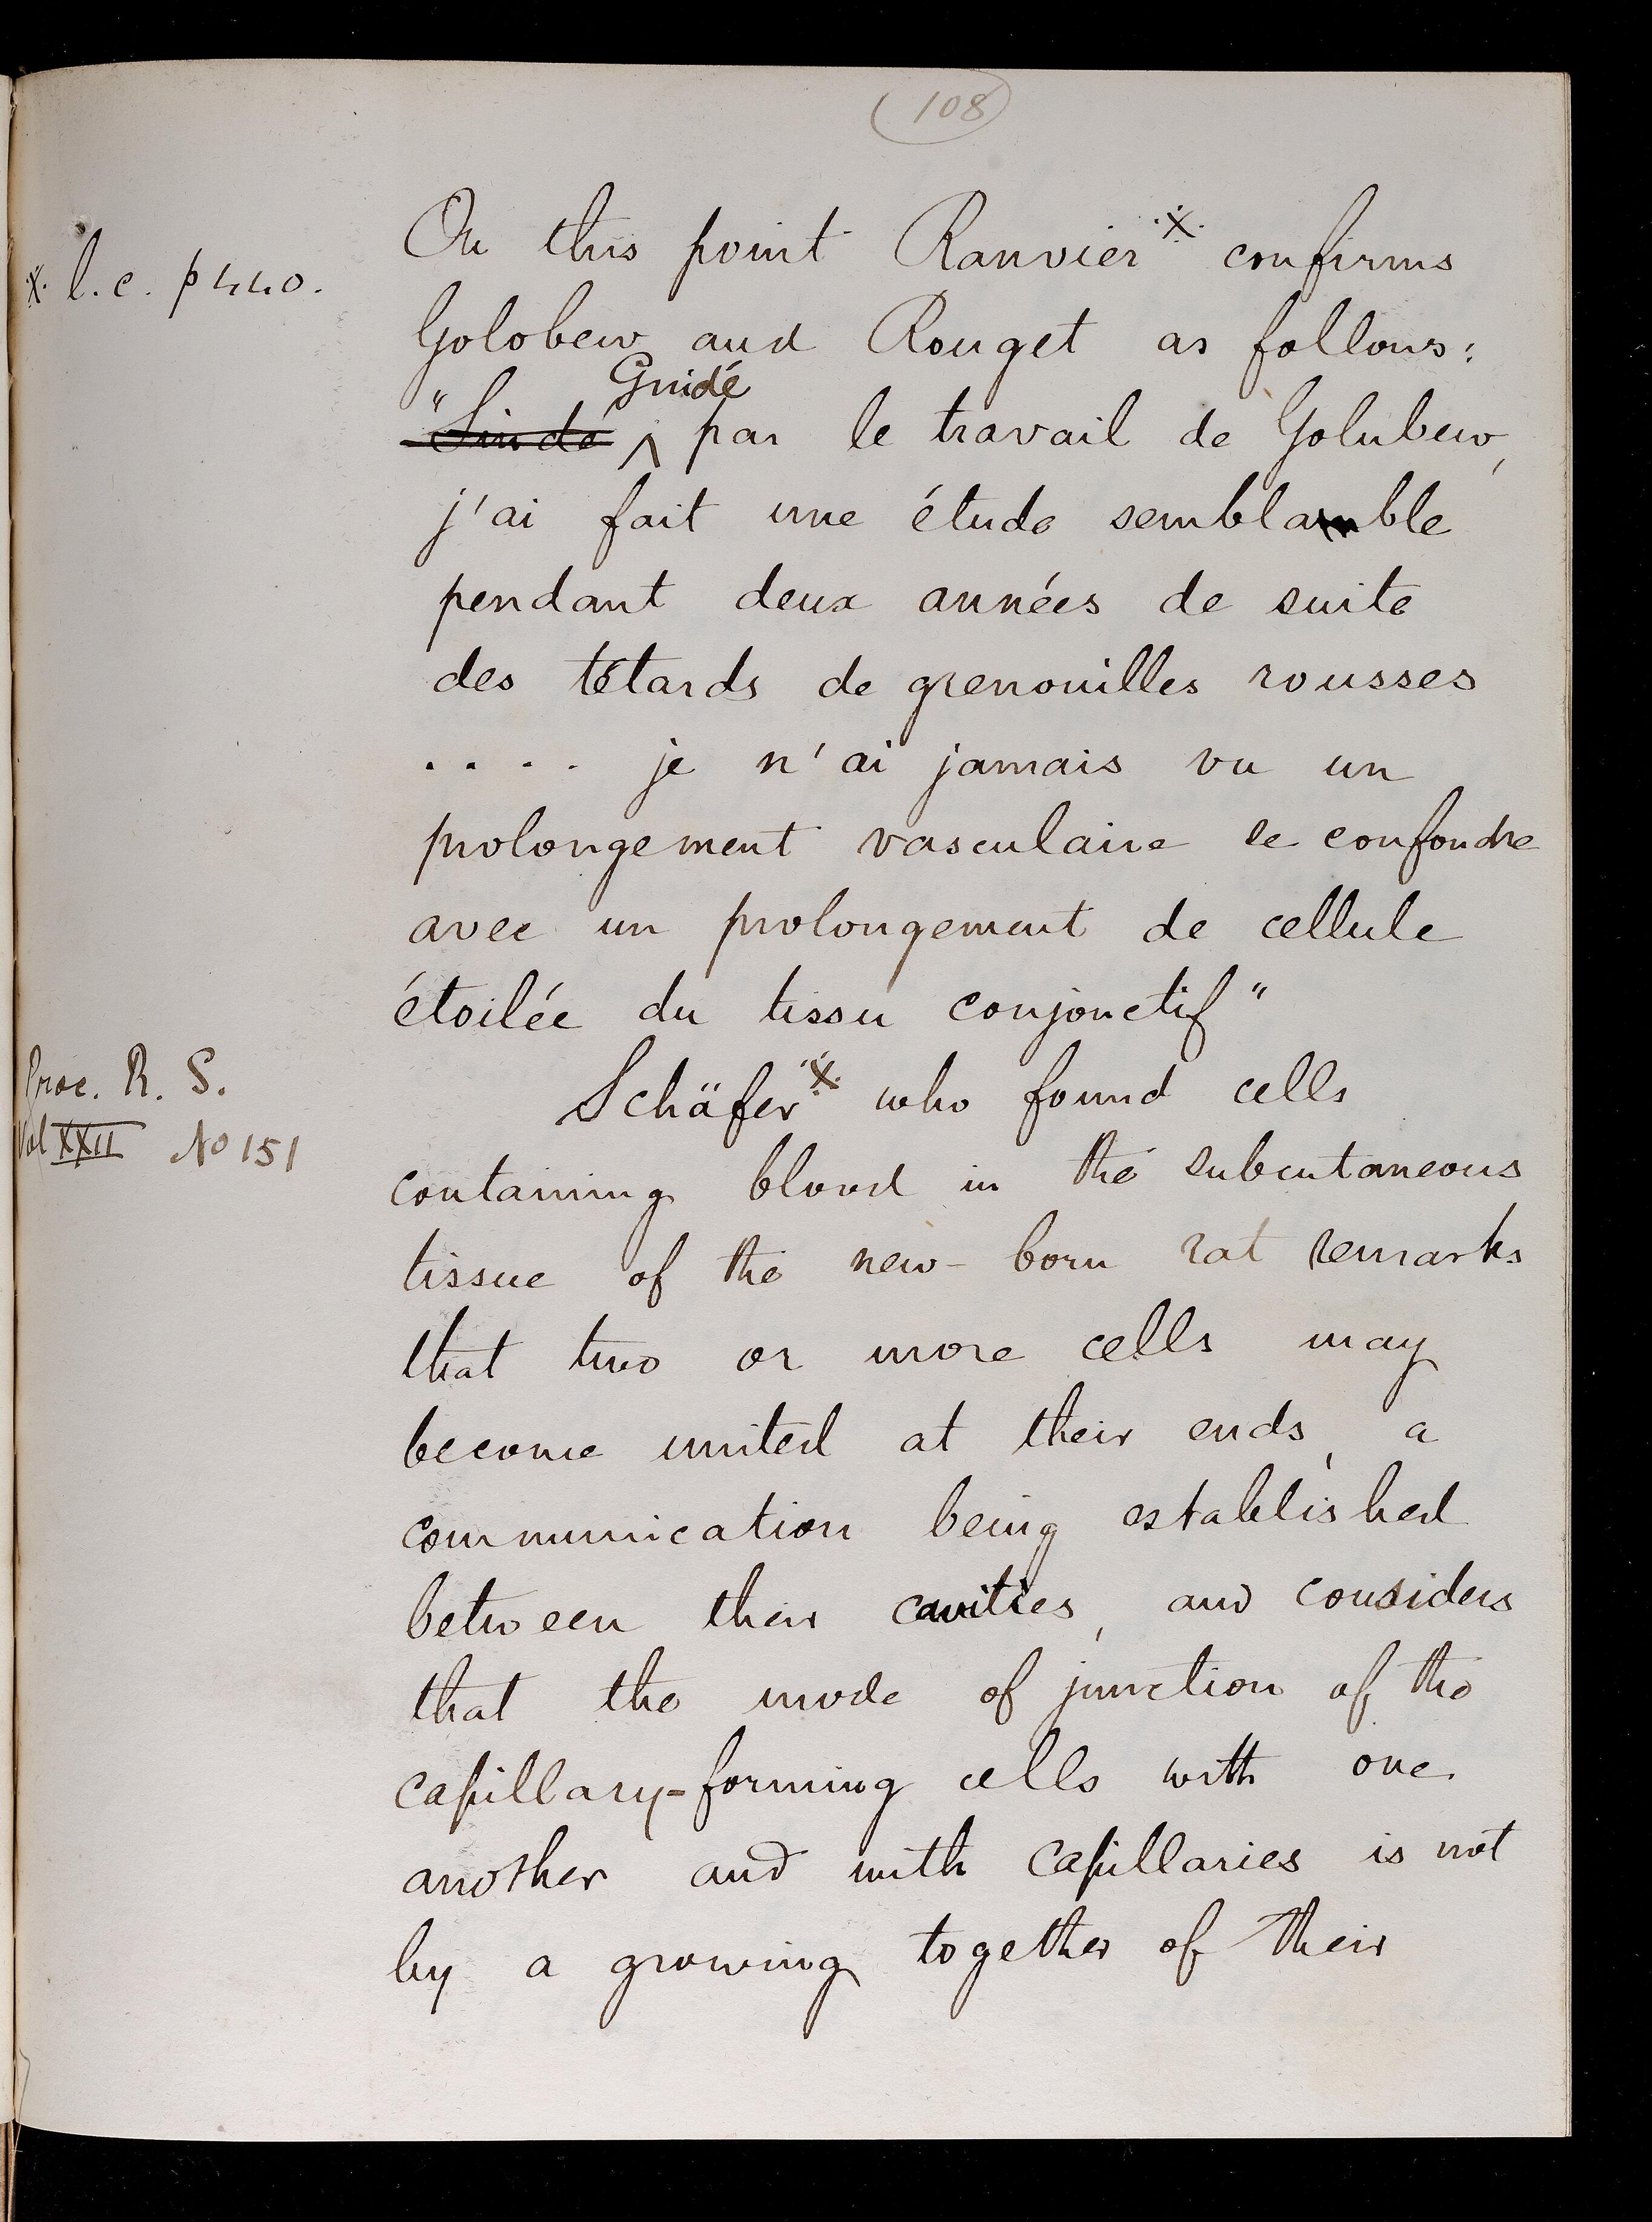 108
On this point Ranvier※ confirms
※ l.c. p 440.
Golobew and Rouget as follows:
Guidé
"Lindé ^ par le travail de Golubew,
j'ai fait une étude semblamble
pendant deux années de suite
des tétards de grenouilles rousses
.... je n'ai jamais vu un
prolongement vasculaire se confondre
avec un prolongement de cellule
étoilée du tissu conjonctif"
Schäfer※ who found cells
Proc. R. S.
Vol XXII No 151
containing blood in the subcutaneous
tissue of the new-born rat remarks
that two or more cells may
become united at their ends, a
communication being established
between their cavities, and considers
that the mode of junction of the
capillary-forming cells with one
another and with capillaries is not
by a growing together of their